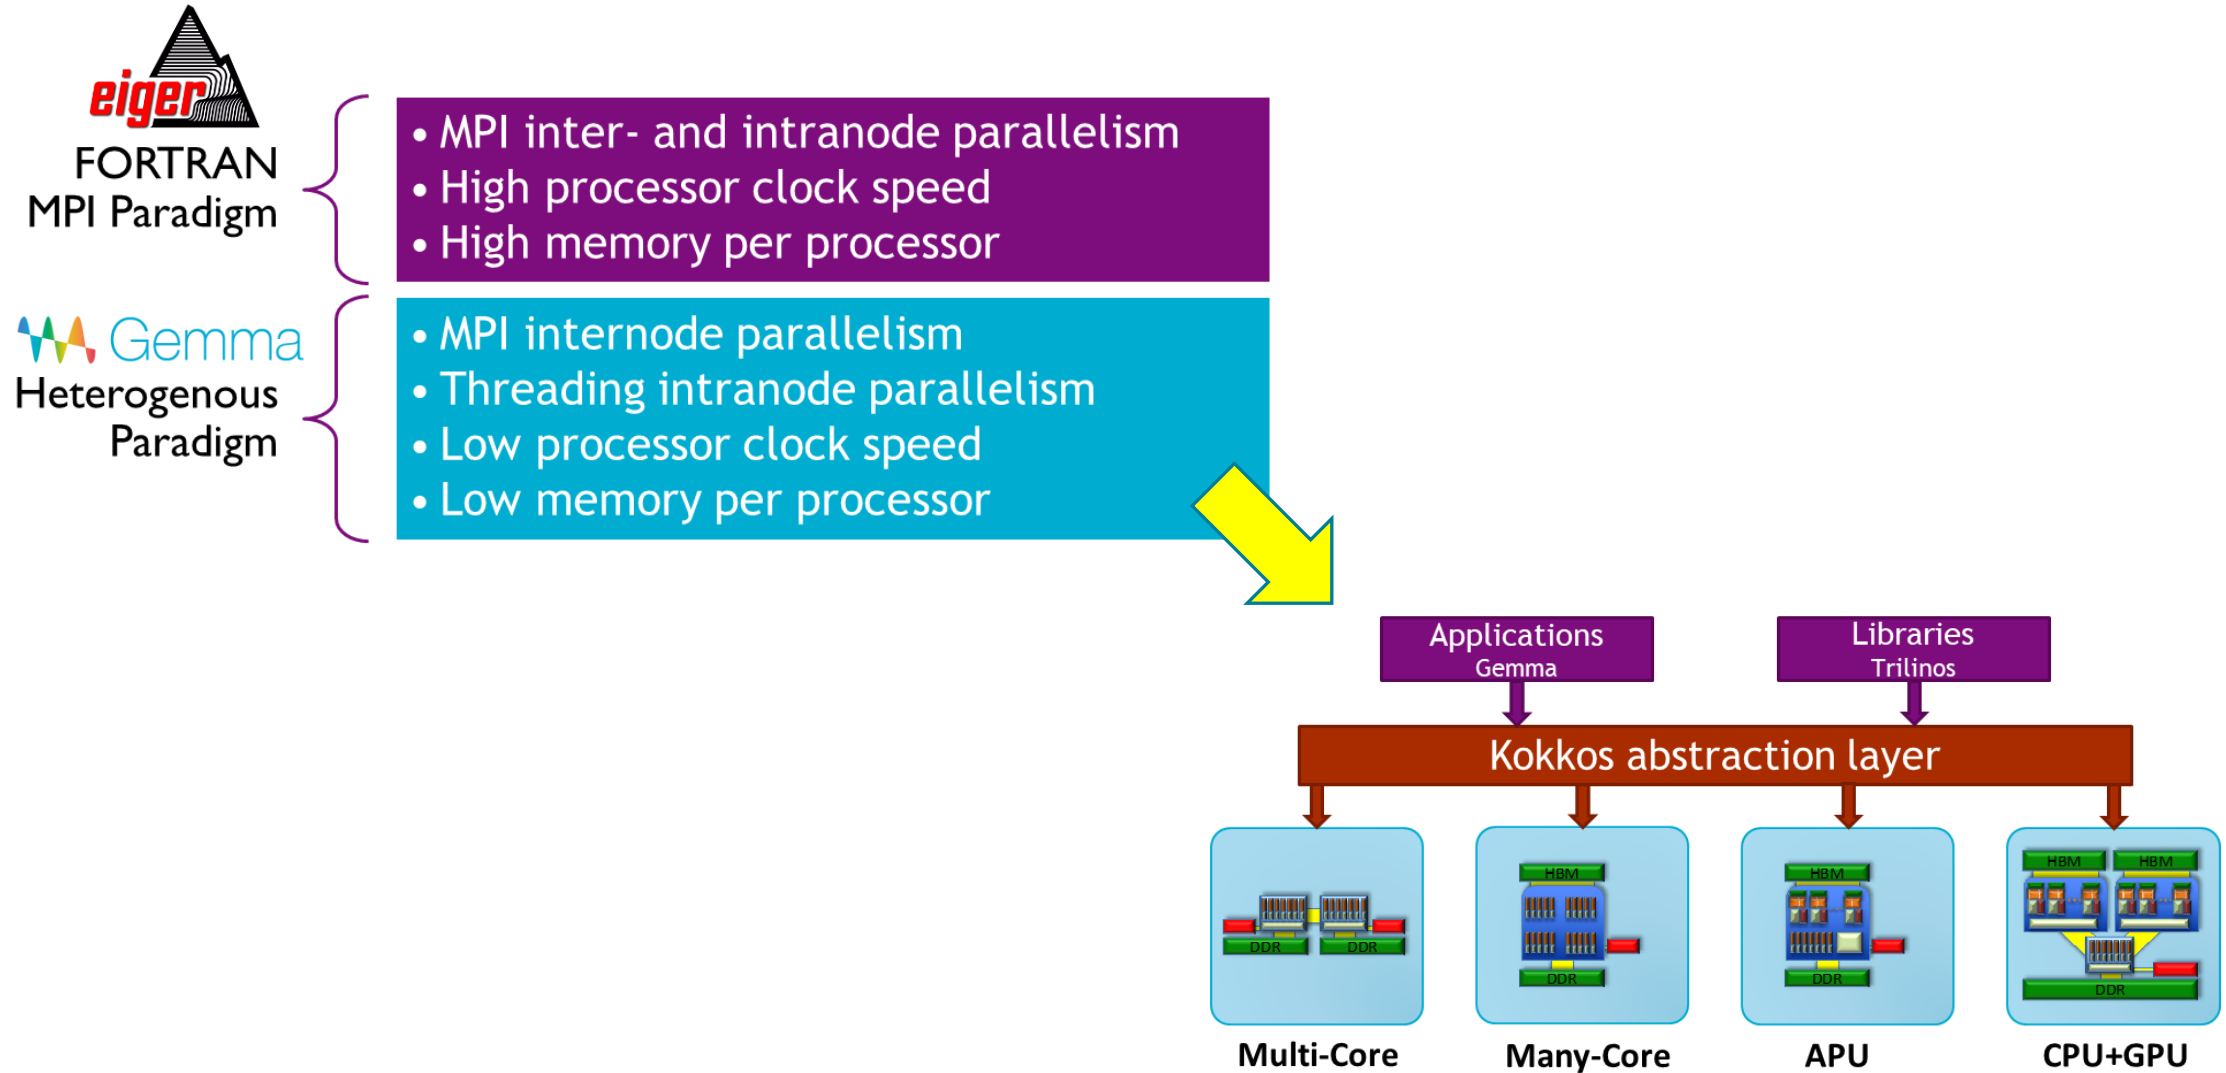 eiger
FORTRAN
MPI Paradigm
• MPI inter- and intranode parallelism
• High processor clock speed
• High memory per processor
Gemma
Heterogenous
Paradigm
• MPI internode parallelism
• Threading intranode parallelism
• Low processor clock speed
• Low memory per processor
Applications
Gemma
Libraries
Trilinos
Kokkos abstraction layer
DDR DDR
Multi-Core
HBM
DDR
Many-Core
HBM
DDR
APU
HBM HBM
DDR
CPU+GPU